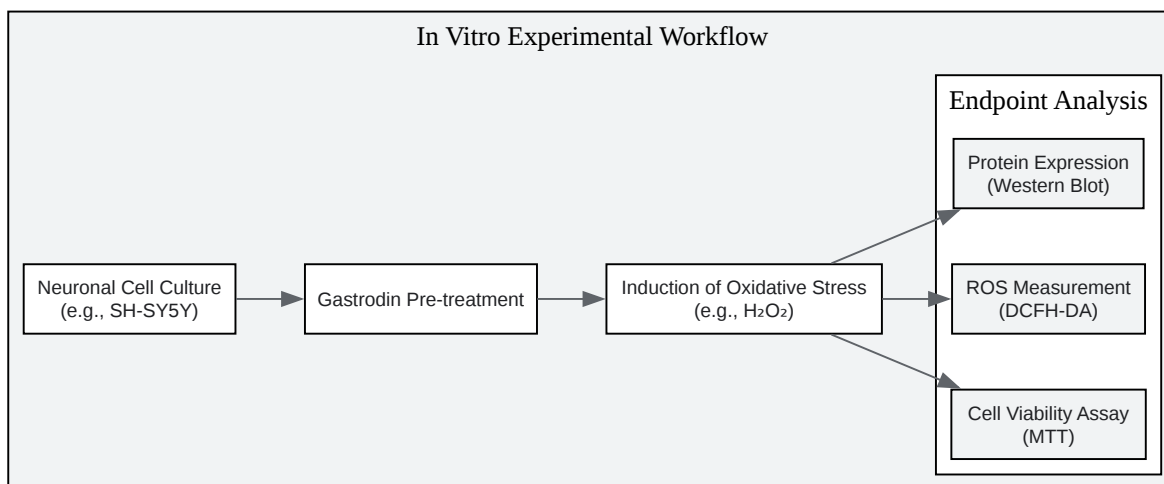 In Vitro Experimental Workflow
Endpoint Analysis
Protein Expression
(Western Blot)
Neuronal Cell Culture
(e.g., SH-SY5Y)
Gastrodin Pre-treatment
Induction of Oxidative Stress
(e.g., H₂O₂)
ROS Measurement
(DCFH-DA)
Cell Viability Assay
(MTT)